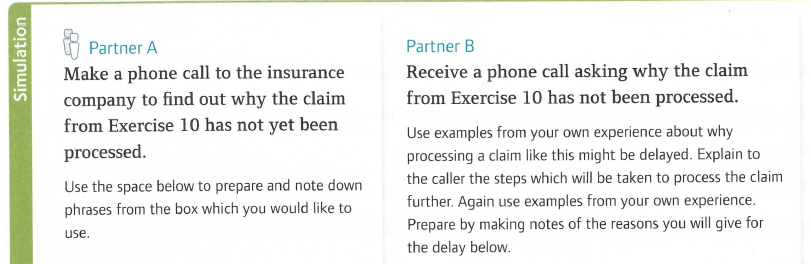 Simulation
Partner A
Make a phone call to the insurance
company to find out why the claim
from Exercise 10 has not yet been
processed.
Use the space below to prepare and note down
phrases from the box which you would like to
use.
Partner B
Receive a phone call asking why the claim
from Exercise 10 has not been processed.
Use examples from your own experience about why
processing a claim like this might be delayed. Explain to
the caller the steps which will be taken to process the claim
further. Again use examples from your own experience.
Prepare by making notes of the reasons you will give for
the delay below.